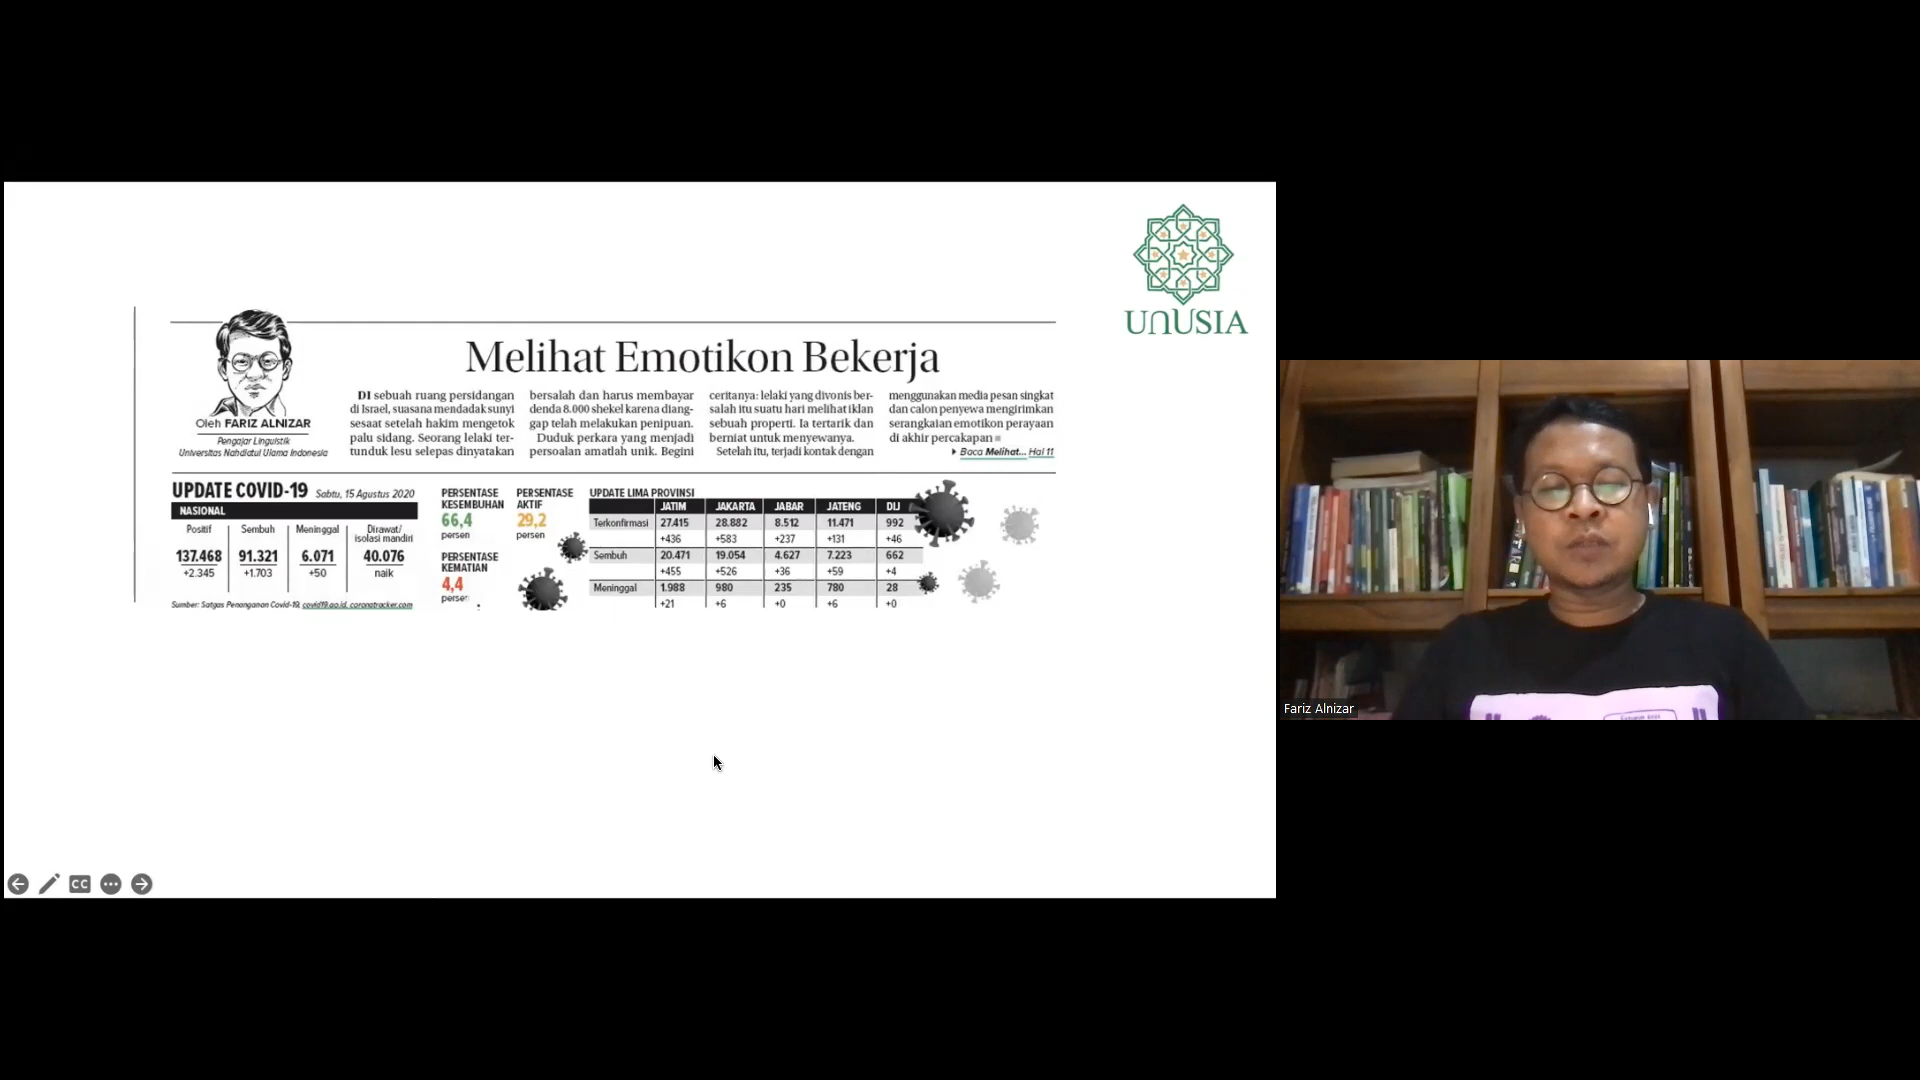 UNUSIA
Melihat Emotikon Bekerja
Oleh FARIZ ALNIZAR
Pengajar Linguistik
Universitas Nahdlatul Ulama Indonesia
DI sebuah ruang persidangan
di Israel, suasana mendadak sunyi
sesaat setelah hakim mengetok
palu sidang. Seorang lelaki ter-
tunduk lesu selepas dinyatakan
bersalah dan harus membayar
denda 8.000 shekel karena diang-
gap telah melakukan penipuan.
Duduk perkara yang menjadi
persoalan amatlah unik. Begini
ceritanya: lelaki yang divonis ber-
salah itu suatu hari melihat iklan
sebuah properti. Ia tertarik dan
berniat untuk menyewanya.
Setelah itu, terjadi kontak dengan
menggunakan media pesan singkat
dan calon penyewa mengirimkan
serangkaian emotikon perayaan
di akhir percakapan
Baca Melihat... Hal 11
UPDATE COVID-19 Sabtu, 15 Agustus 2020
NASIONAL
Positif Sembuh Meninggal Dirawat/
isolasi mandiri
137.468 91.321 6.071 40.076
+2.345 +1.703 +50 naik
Sumber: Satgas Penanganan Covid-19, covid19.go.id, coronatracker.com
PERSENTASE
KESEMBUHAN
66,4
persen
PERSENTASE
AKTIF
29,2
persen
PERSENTASE
KEMATIAN
4,4
persen
UPDATE LIMA PROVINSI
JATIM JAKARTA JABAR JATENG DIJ
Terkonfirmasi 27.415 28.882 8.512 11.471 992
+436 +583 +237 +131 +46
Sembuh 20.471 19.054 4.627 7.223 662
+455 +526 +36 +59 +4
Meninggal 1.988 980 235 780 28
+21 +6 +0 +6 +0
CC
Fariz Alnizar